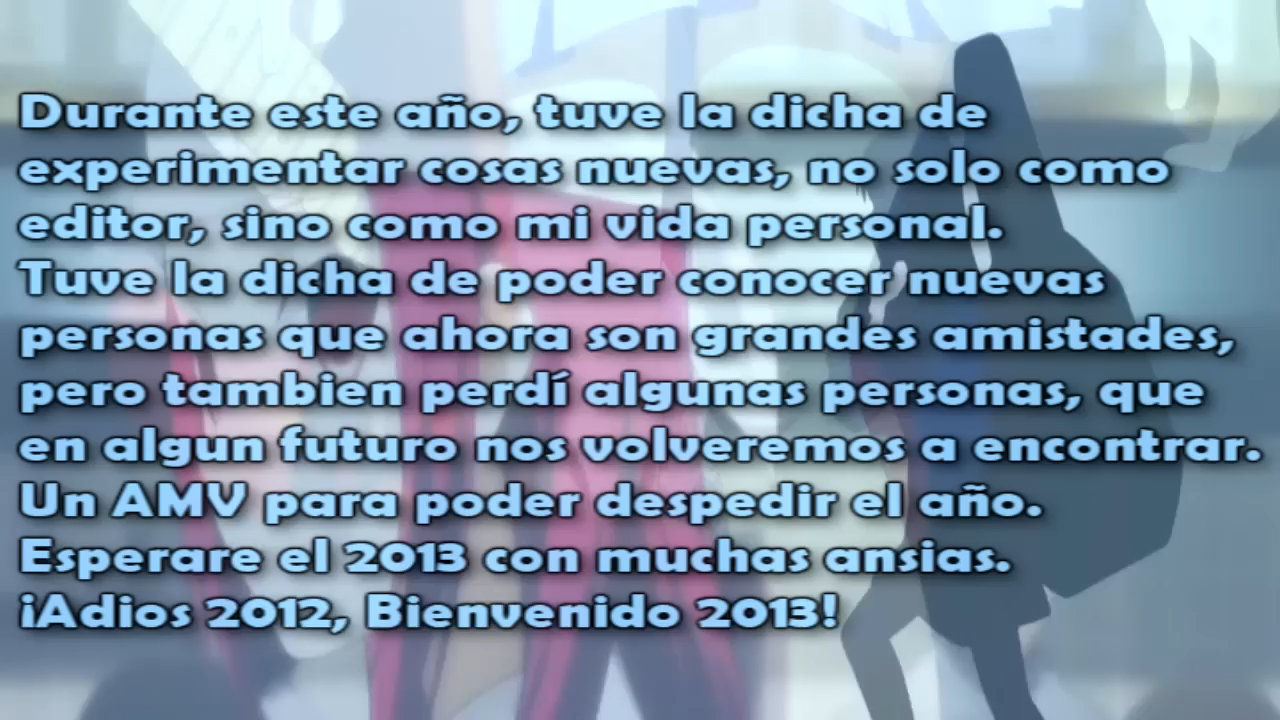 Durante este año, tuve la dicha de
experimentar cosas nuevas, no solo como
editor, sino como mi vida personal.
Tuve la dicha de poder conocer nuevas
personas que ahora son grandes amistades,
pero tambien perdí algunas personas, que
en algun futuro nos volveremos a encontrar.
Un AMV para poder despedir el año.
Esperare el 2013 con muchas ansias.
¡Adios 2012, Bienvenido 2013!